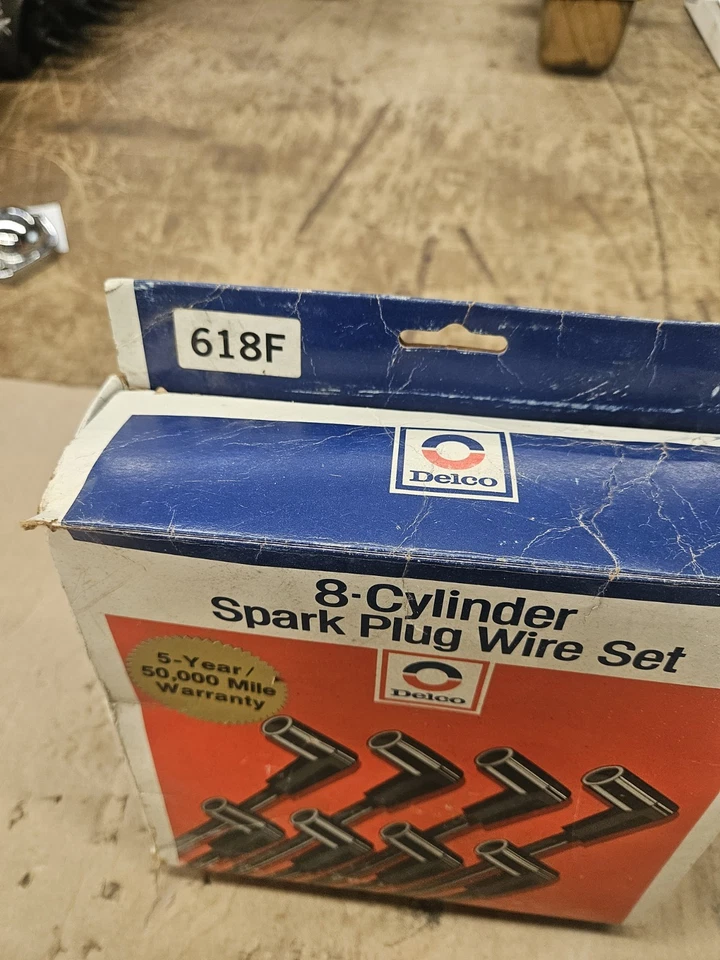 618F
Delco
8-Cylinder
Spark Plug Wire Set
5-Year/
50,000 Mile
Warranty
Delco